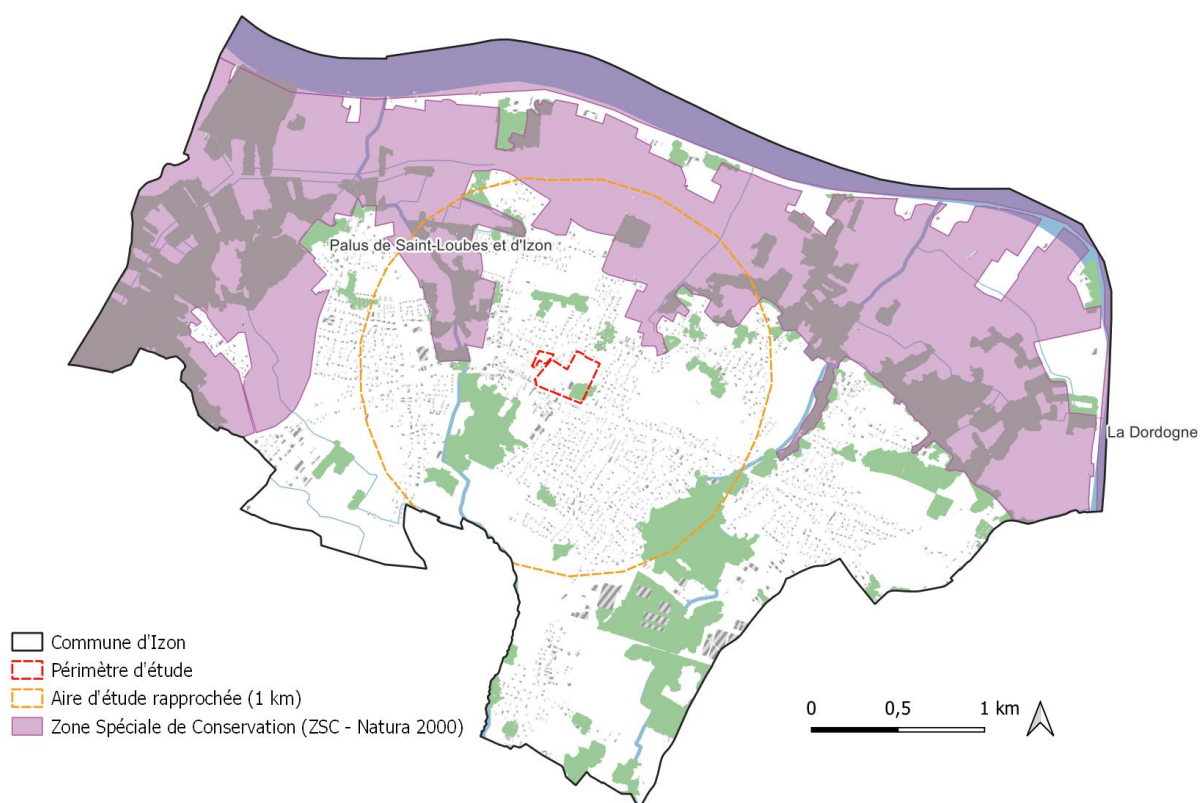 Palus de Saint-Loubes et d'Izon
La Dordogne
Commune d'Izon
Périmètre d'étude
Aire d'étude rapprochée (1 km)
Zone Spéciale de Conservation (ZSC - Natura 2000)
0 0,5 1 km